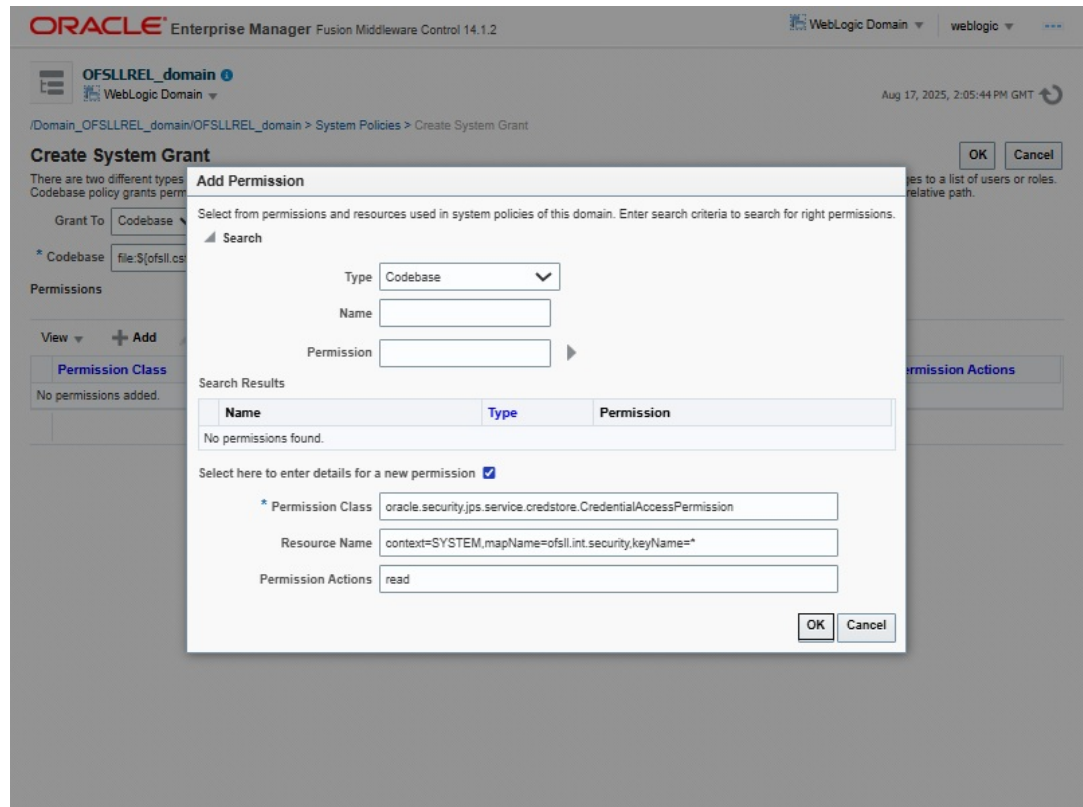 ORACLE Enterprise Manager Fusion Middleware Control 14.1.2 WebLogic Domain weblogic
OFSLLREL_domain
WebLogic Domain
Aug 17, 2025, 2:05:44 PM GMT
/Domain_OFSLLREL_domain/OFSLLREL_domain > System Policies > Create System Grant
Create System Grant OK Cancel
There are two different types ges to a list of users or roles.
Codebase policy grants perm relative path.
Grant To Codebase
* Codebase file:${ofsll.cs
Permissions
View Add
Permission Class ermission Actions
No permissions added.
Add Permission
Select from permissions and resources used in system policies of this domain. Enter search criteria to search for right permissions.
Search
Type Codebase
Name
Permission
Search Results
Name Type Permission
No permissions found.
Select here to enter details for a new permission
* Permission Class oracle.security.jps.service.credstore.CredentialAccessPermission
Resource Name context=SYSTEM,mapName=ofsll.int.security,keyName=*
Permission Actions read
OK Cancel